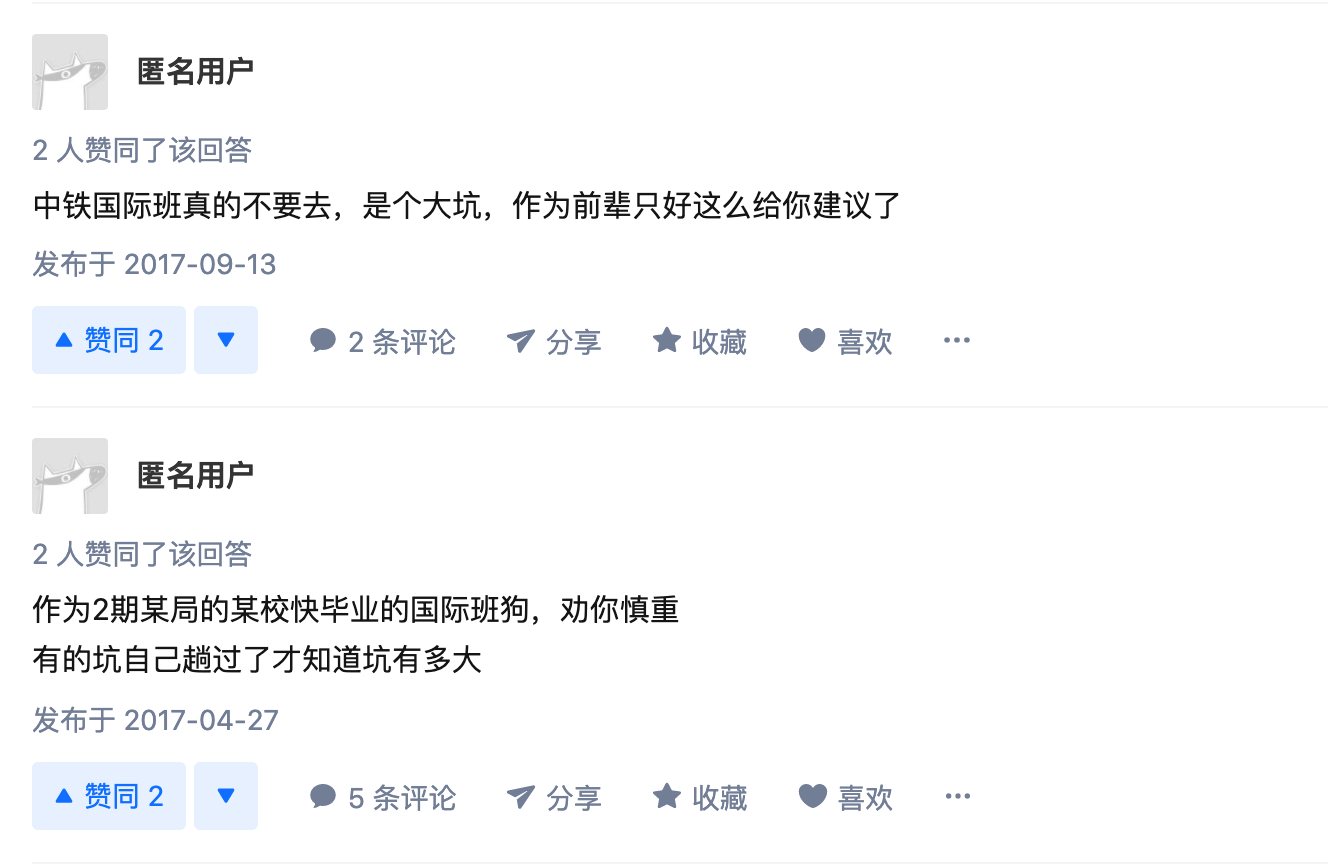 匿名用户
2 人赞同了该回答
中铁国际班真的不要去，是个大坑，作为前辈只好这么给你建议了
发布于 2017-09-13
赞同 2 2 条评论 分享 收藏 喜欢
匿名用户
2 人赞同了该回答
作为2期某局的某校快毕业的国际班狗，劝你慎重
有的坑自己趟过了才知道坑有多大
发布于 2017-04-27
赞同 2 5 条评论 分享 收藏 喜欢